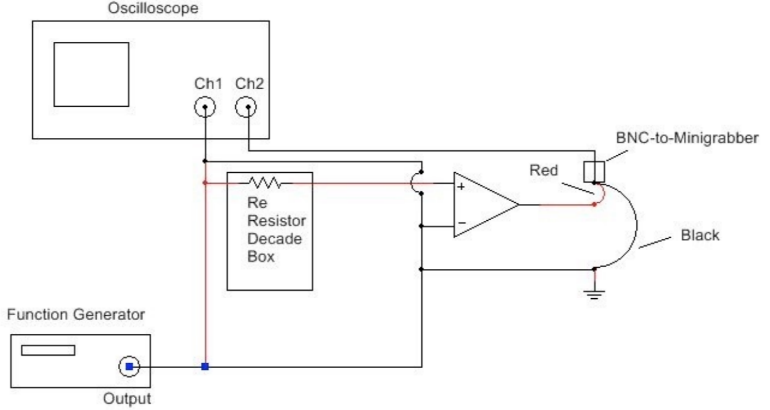 Oscilloscope
Ch1 Ch2
BNC-to-Minigrabber
Red
+
Re
Resistor
Decade
Box
−
Black
Function Generator
Output